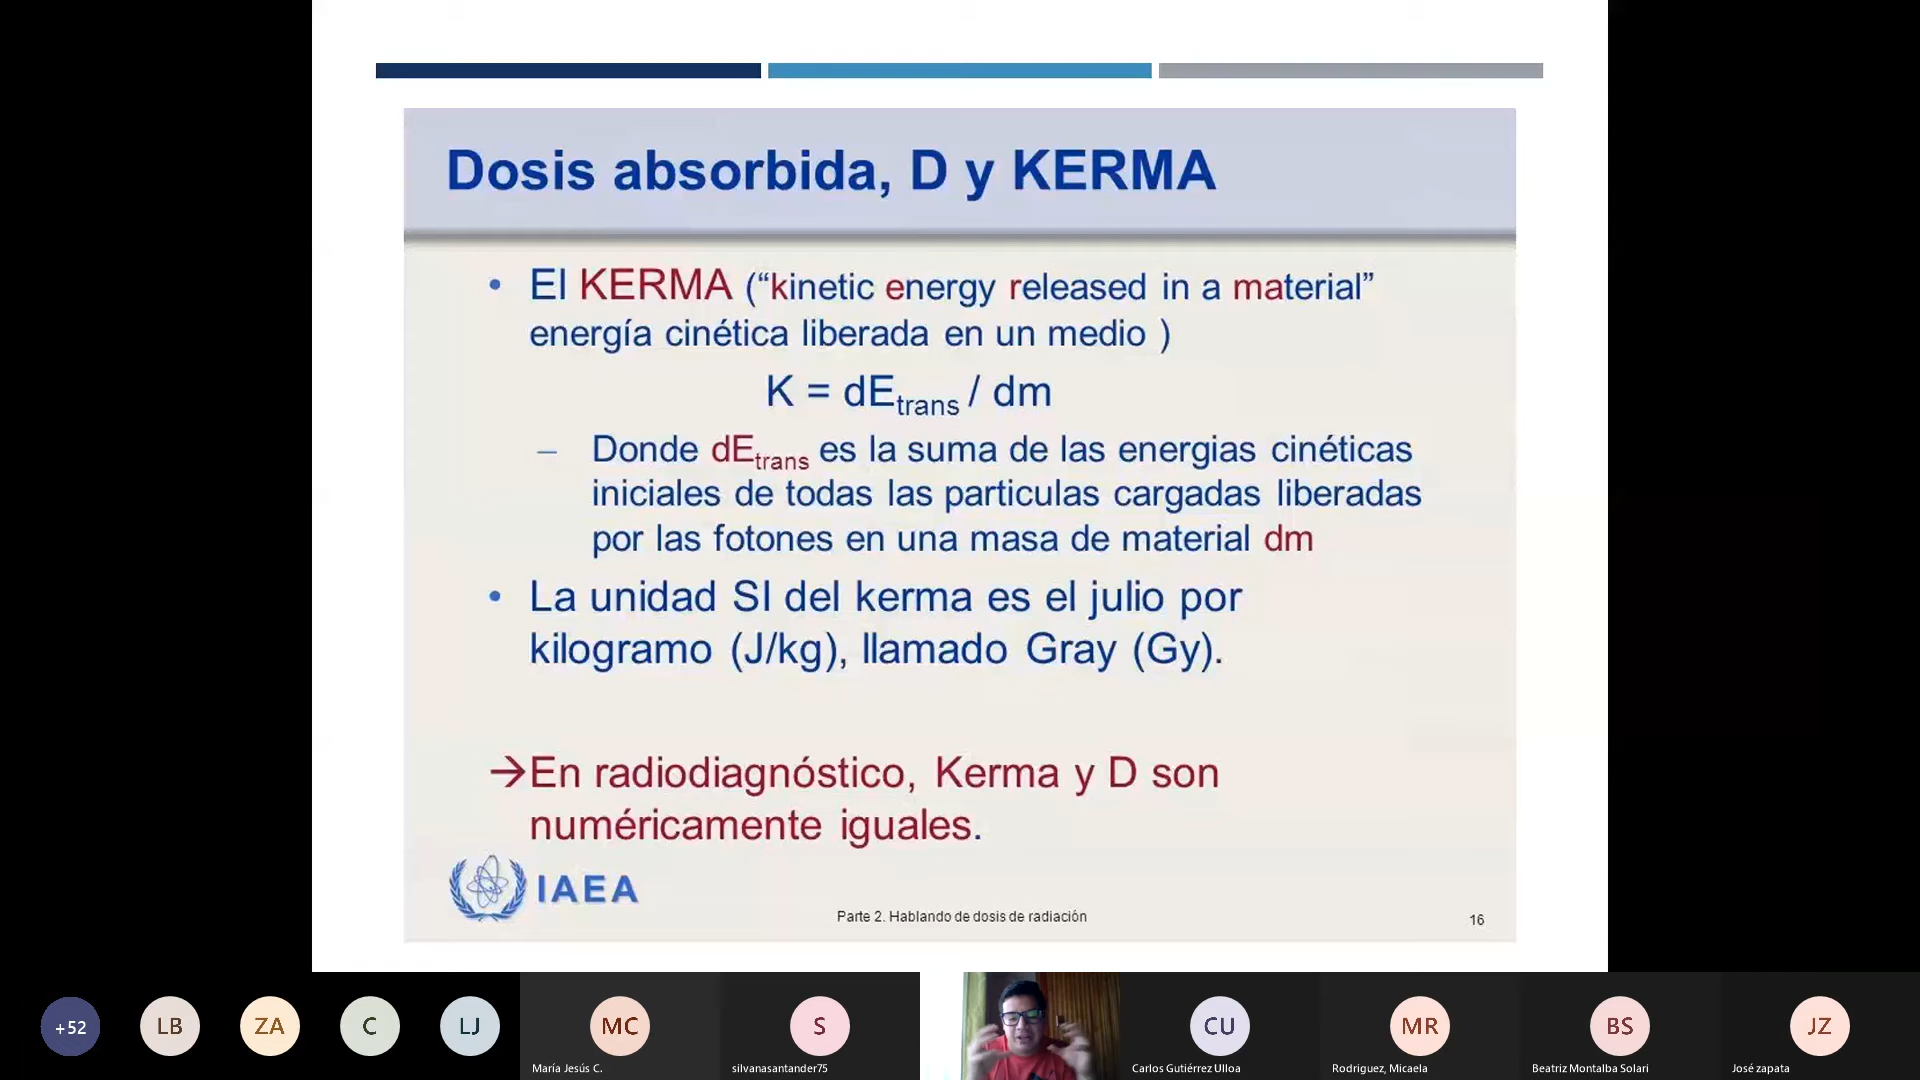 Dosis absorbida, D y KERMA
• El KERMA (“kinetic energy released in a material”
energía cinética liberada en un medio )
K = dEtrans / dm
– Donde dEtrans es la suma de las energias cinéticas
iniciales de todas las particulas cargadas liberadas
por las fotones en una masa de material dm
• La unidad SI del kerma es el julio por
kilogramo (J/kg), llamado Gray (Gy).
→En radiodiagnóstico, Kerma y D son
numéricamente iguales.
IAEA
Parte 2. Hablando de dosis de radiación
16
+52
LB
ZA
C
LJ
MC
S
CU
MR
BS
JZ
María Jesús C.
silvanasantander75
Carlos Gutiérrez Ulloa
Rodriguez, Micaela
Beatriz Montalba Solari
José zapata